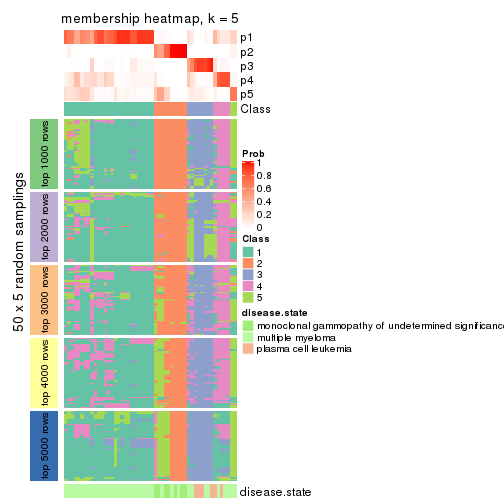 membership heatmap, k = 5
p1
p2
p3
p4
p5
Class
50 x 5 random samplings
top 1000 rows
top 2000 rows
top 3000 rows
top 4000 rows
top 5000 rows
Prob
1
0.8
0.6
0.4
0.2
0
Class
1
2
3
4
5
disease.state
monoclonal gammopathy of undetermined significance
multiple myeloma
plasma cell leukemia
disease.state